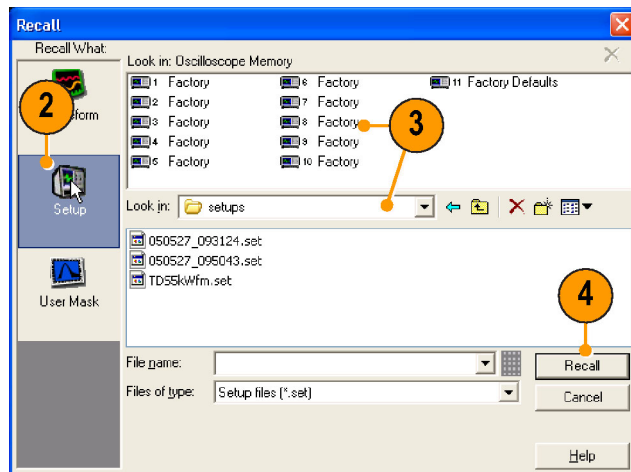 Recall
Recall What:
Look in: Oscilloscope Memory
1 Factory
2 Factory
3 Factory
4 Factory
5 Factory
6 Factory
7 Factory
8 Factory
9 Factory
10 Factory
11 Factory Defaults
2
form
3
Setup
Look in: setups
050527_093124.set
050527_095043.set
TDS5kWfm.set
User Mask
4
File name:
Recall
Files of type: Setup files (*.set)
Cancel
Help